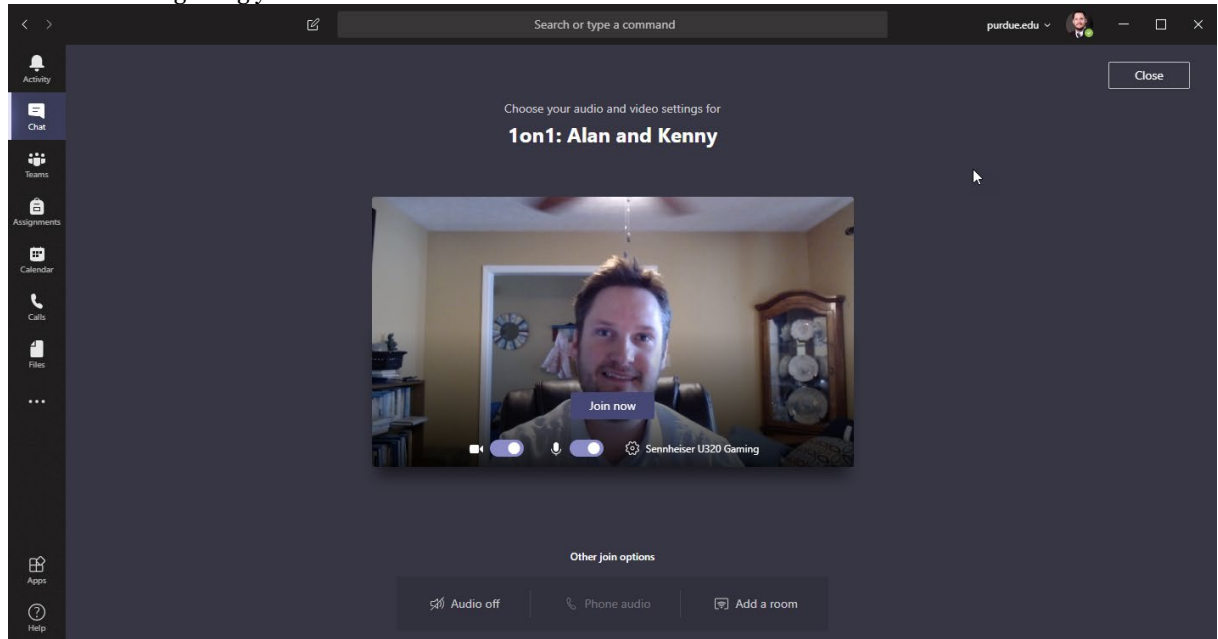 Search or type a command
purdue.edu
Activity
Chat
Teams
Assignments
Calendar
Calls
Files
Apps
Help
Close
Choose your audio and video settings for
1on1: Alan and Kenny
Join now
Sennheiser U320 Gaming
Other join options
Audio off
Phone audio
Add a room